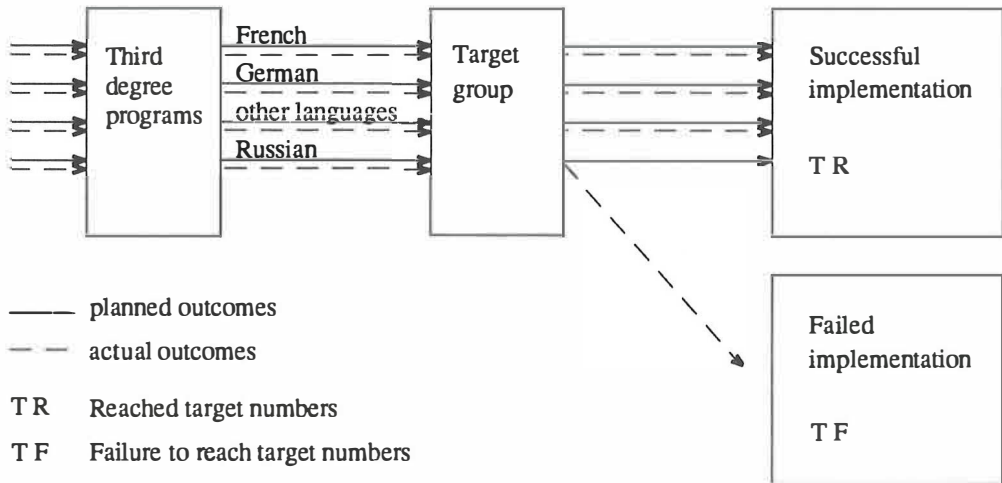 Third
degree
programs
French
German
other languages
Russian
Target
group
Successful
implementation
T R
Failed
implementation
T F
planned outcomes
actual outcomes
T R Reached target numbers
T F Failure to reach target numbers